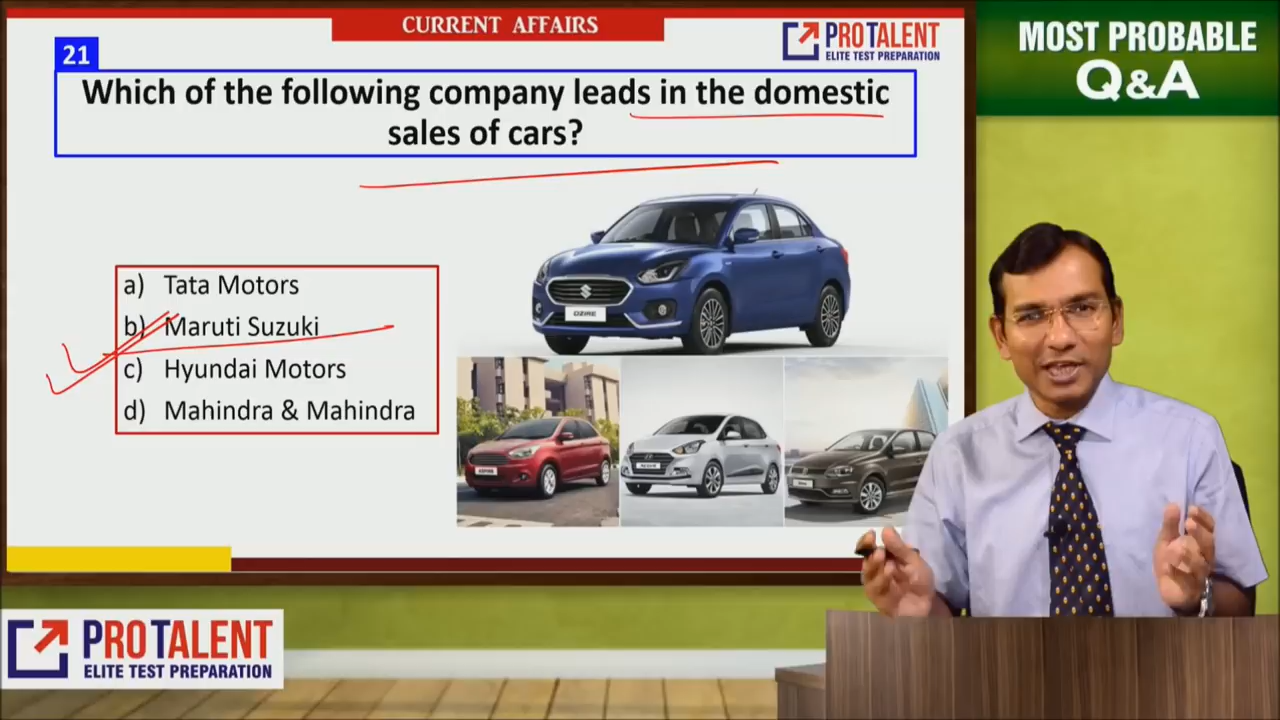 CURRENT AFFAIRS
PROTALENT
ELITE TEST PREPARATION
21
Which of the following company leads in the domestic
sales of cars?
a) Tata Motors
b) Maruti Suzuki
c) Hyundai Motors
d) Mahindra & Mahindra
DZIRE
ASPIRE
MOST PROBABLE
Q&A
PROTALENT
ELITE TEST PREPARATION